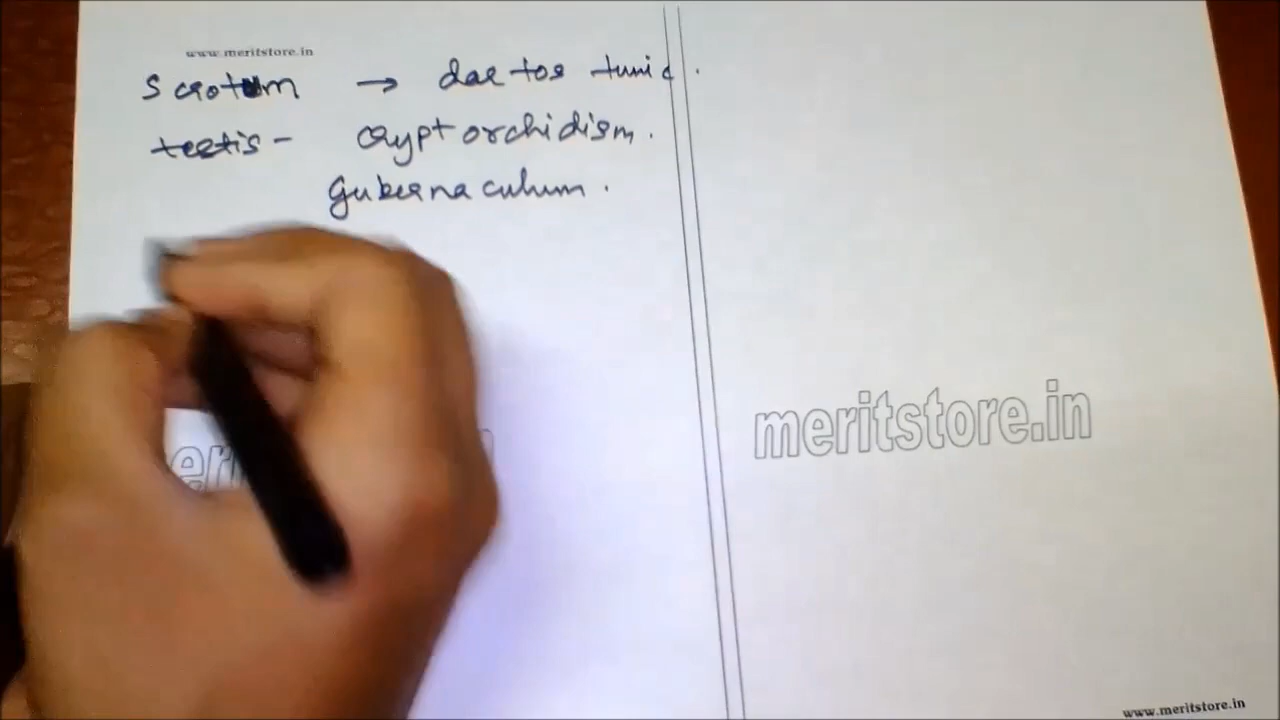 www.meritstore.in
Scrotum → dartos tunic.
testis - cryptorchidism.
Gubernaculum.
meritstore.in
www.meritstore.in